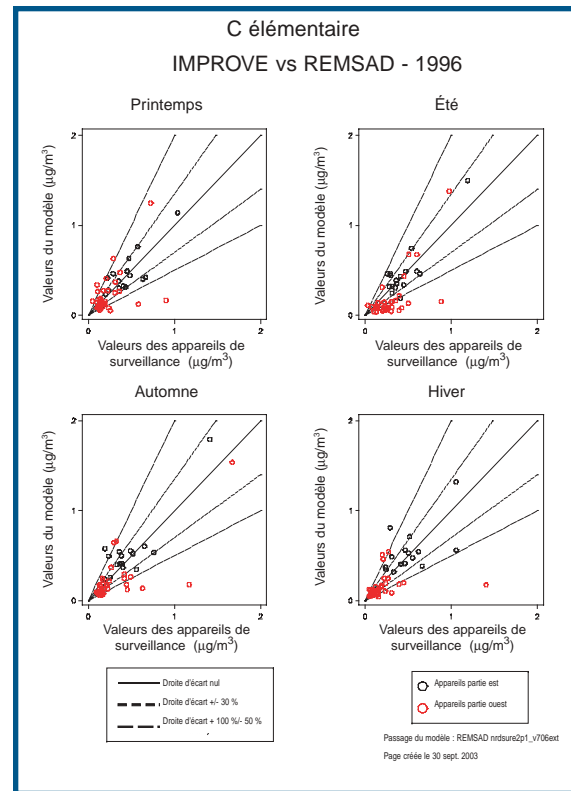 C élémentaire
IMPROVE vs REMSAD - 1996
Printemps
Été
Valeurs du modèle (µg/m³)
2
1
0
0
1
2
Valeurs des appareils de
surveillance (µg/m³)
Valeurs du modèle (µg/m³)
2
1
0
0
1
2
Valeurs des appareils de
surveillance (µg/m³)
Automne
Hiver
Valeurs du modèle (µg/m³)
2
1
0
0
1
2
Valeurs des appareils de
surveillance (µg/m³)
Valeurs du modèle (µg/m³)
2
1
0
0
1
2
Valeurs des appareils de
surveillance (µg/m³)
Droite d'écart nul
Droite d'écart +/- 30 %
Droite d'écart + 100 %/- 50 %
Appareils partie est
Appareils partie ouest
Passage du modèle : REMSAD nrdsure2p1_v706ext
Page créée le 30 sept. 2003